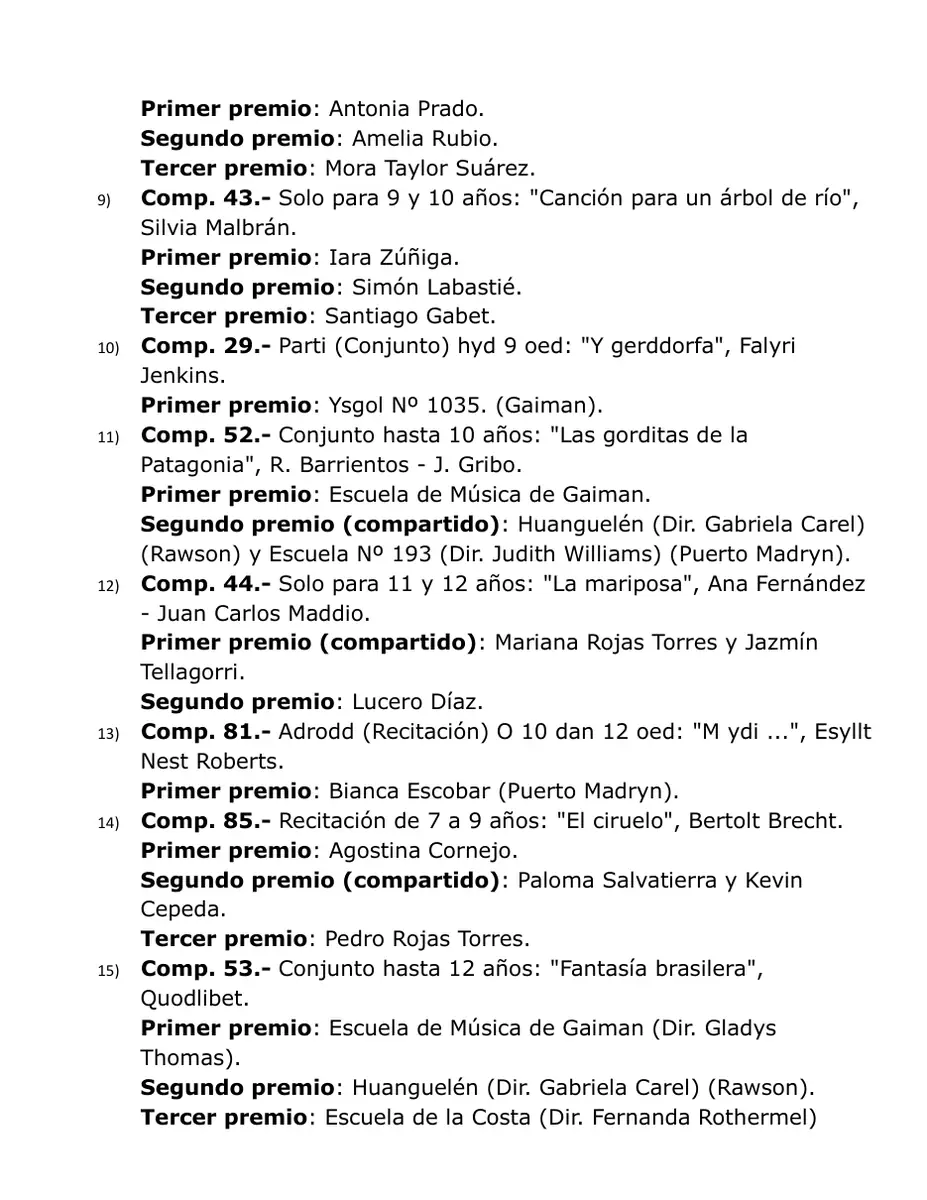 Primer premio: Antonia Prado.
Segundo premio: Amelia Rubio.
Tercer premio: Mora Taylor Suárez.
9) Comp. 43.- Solo para 9 y 10 años: "Canción para un árbol de río",
Silvia Malbrán.
Primer premio: Iara Zúñiga.
Segundo premio: Simón Labastié.
Tercer premio: Santiago Gabet.
10) Comp. 29.- Parti (Conjunto) hyd 9 oed: "Y gerddorfa", Falyri
Jenkins.
Primer premio: Ysgol Nº 1035. (Gaiman).
11) Comp. 52.- Conjunto hasta 10 años: "Las gorditas de la
Patagonia", R. Barrientos - J. Gribo.
Primer premio: Escuela de Música de Gaiman.
Segundo premio (compartido): Huanguelén (Dir. Gabriela Carel)
(Rawson) y Escuela Nº 193 (Dir. Judith Williams) (Puerto Madryn).
12) Comp. 44.- Solo para 11 y 12 años: "La mariposa", Ana Fernández
- Juan Carlos Maddio.
Primer premio (compartido): Mariana Rojas Torres y Jazmín
Tellagorri.
Segundo premio: Lucero Díaz.
13) Comp. 81.- Adrodd (Recitación) O 10 dan 12 oed: "M ydi ...", Esyllt
Nest Roberts.
Primer premio: Bianca Escobar (Puerto Madryn).
14) Comp. 85.- Recitación de 7 a 9 años: "El ciruelo", Bertolt Brecht.
Primer premio: Agostina Cornejo.
Segundo premio (compartido): Paloma Salvatierra y Kevin
Cepeda.
Tercer premio: Pedro Rojas Torres.
15) Comp. 53.- Conjunto hasta 12 años: "Fantasía brasilera",
Quodlibet.
Primer premio: Escuela de Música de Gaiman (Dir. Gladys
Thomas).
Segundo premio: Huanguelén (Dir. Gabriela Carel) (Rawson).
Tercer premio: Escuela de la Costa (Dir. Fernanda Rothermel)